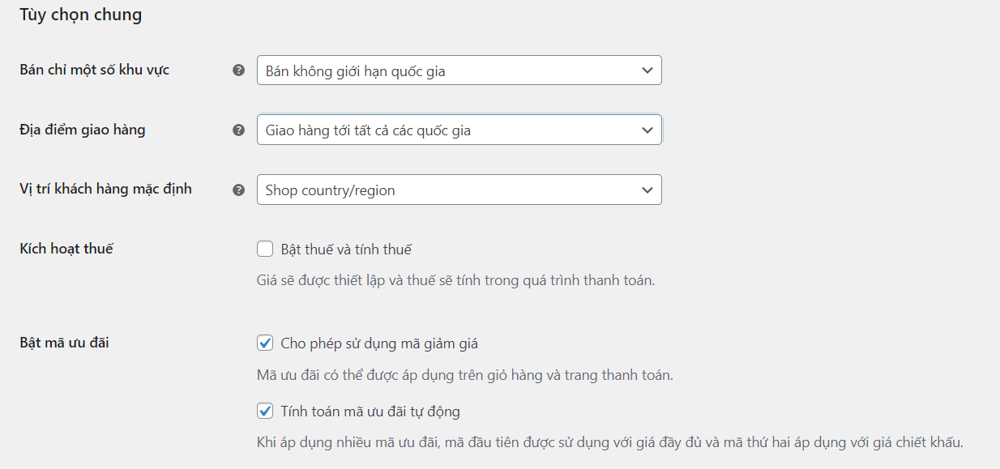 Tùy chọn chung
Bán chỉ một số khu vực
Bán không giới hạn quốc gia
Địa điểm giao hàng
Giao hàng tới tất cả các quốc gia
Vị trí khách hàng mặc định
Shop country/region
Kích hoạt thuế
Bật thuế và tính thuế
Giá sẽ được thiết lập và thuế sẽ tính trong quá trình thanh toán.
Bật mã ưu đãi
Cho phép sử dụng mã giảm giá
Mã ưu đãi có thể được áp dụng trên giỏ hàng và trang thanh toán.
Tính toán mã ưu đãi tự động
Khi áp dụng nhiều mã ưu đãi, mã đầu tiên được sử dụng với giá đầy đủ và mã thứ hai áp dụng với giá chiết khấu.